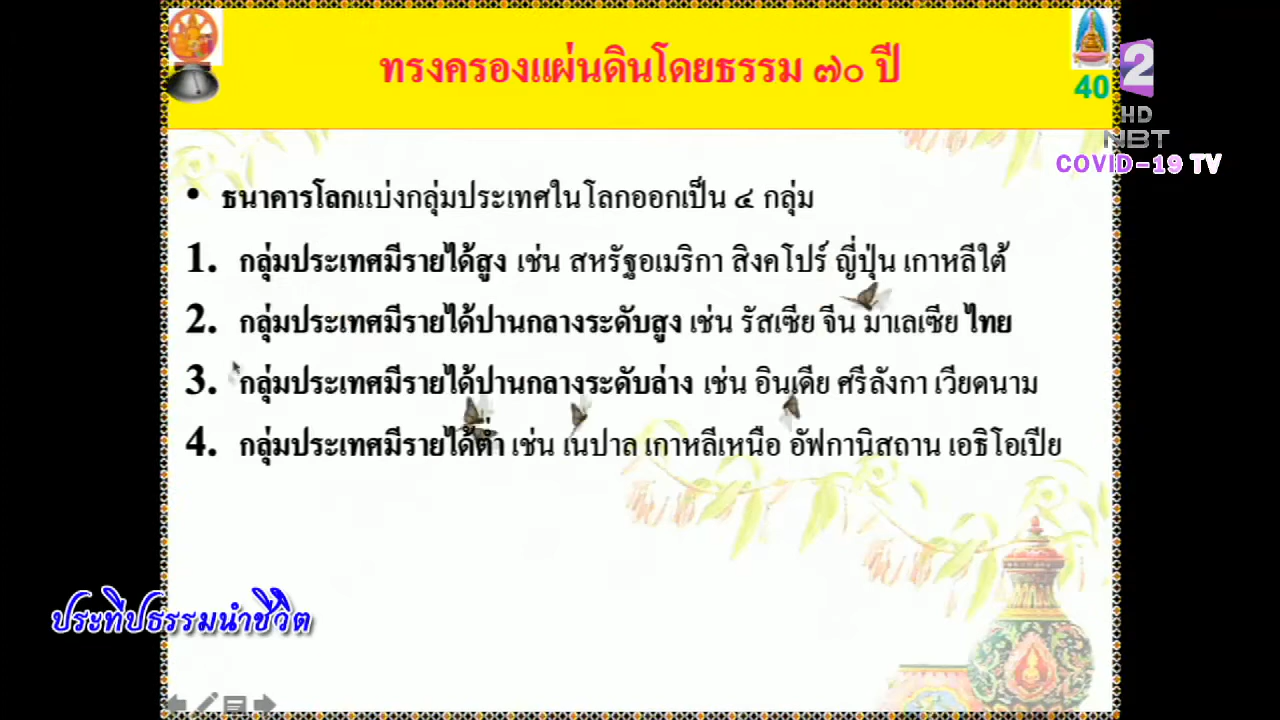 ทรงครองแผ่นดินโดยธรรม ๗๐ ปี
40
2
HD
NBT
COVID-19 TV
• ธนาคารโลกแบ่งกลุ่มประเทศในโลกออกเป็น ๔ กลุ่ม
1. กลุ่มประเทศมีรายได้สูง เช่น สหรัฐอเมริกา สิงคโปร์ ญี่ปุ่น เกาหลีใต้
2. กลุ่มประเทศมีรายได้ปานกลางระดับสูง เช่น รัสเซีย จีน มาเลเซีย ไทย
3. กลุ่มประเทศมีรายได้ปานกลางระดับล่าง เช่น อินเดีย ศรีลังกา เวียดนาม
4. กลุ่มประเทศมีรายได้ต่ำ เช่น เนปาล เกาหลีเหนือ อัฟกานิสถาน เอธิโอเปีย
ประทีปธรรมนำชีวิต